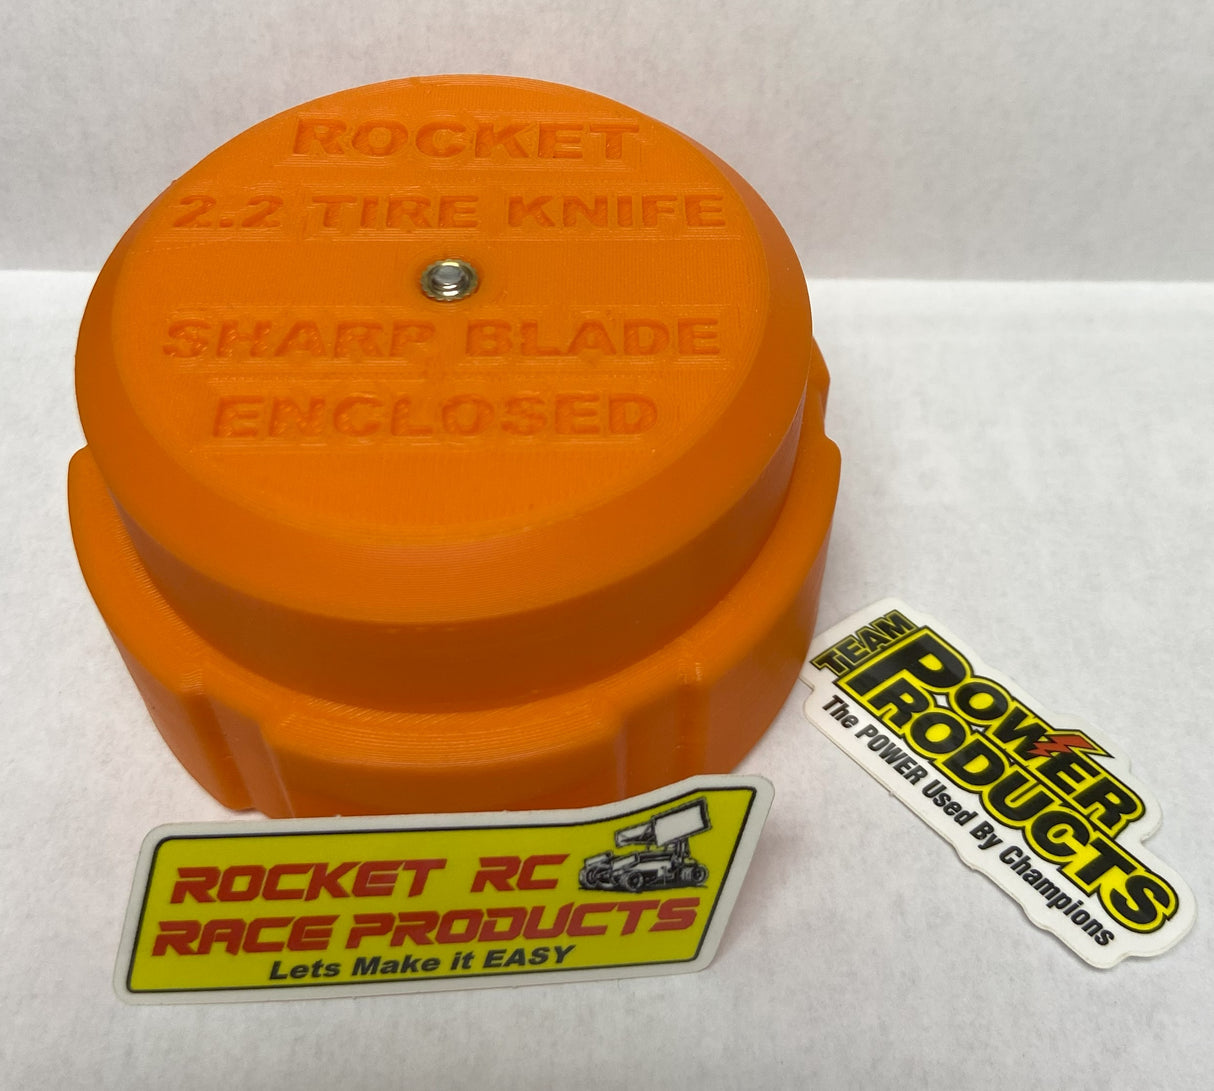 ROCKET
2.2 TIRE KNIFE
SHARP BLADE
ENCLOSED
ROCKET RC
RACE PRODUCTS
Lets Make it EASY
TEAM
POWER
PRODUCTS
The POWER Used By Champions